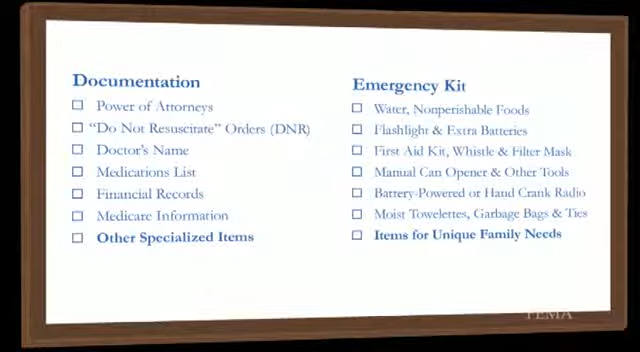 Documentation
Power of Attorneys
"Do Not Resuscitate" Orders (DNR)
Doctor's Name
Medications List
Financial Records
Medicare Information
Other Specialized Items
Emergency Kit
Water, Nonperishable Foods
Flashlight & Extra Batteries
First Aid Kit, Whistle & Filter Mask
Manual Can Opener & Other Tools
Battery-Powered or Hand Crank Radio
Moist Towelettes, Garbage Bags & Ties
Items for Unique Family Needs
FEMA